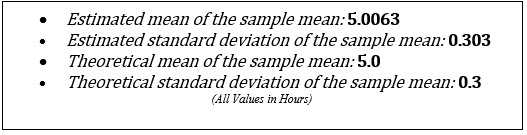 • Estimated mean of the sample mean: 5.0063
• Estimated standard deviation of the sample mean: 0.303
• Theoretical mean of the sample mean: 5.0
• Theoretical standard deviation of the sample mean: 0.3
(All Values in Hours)